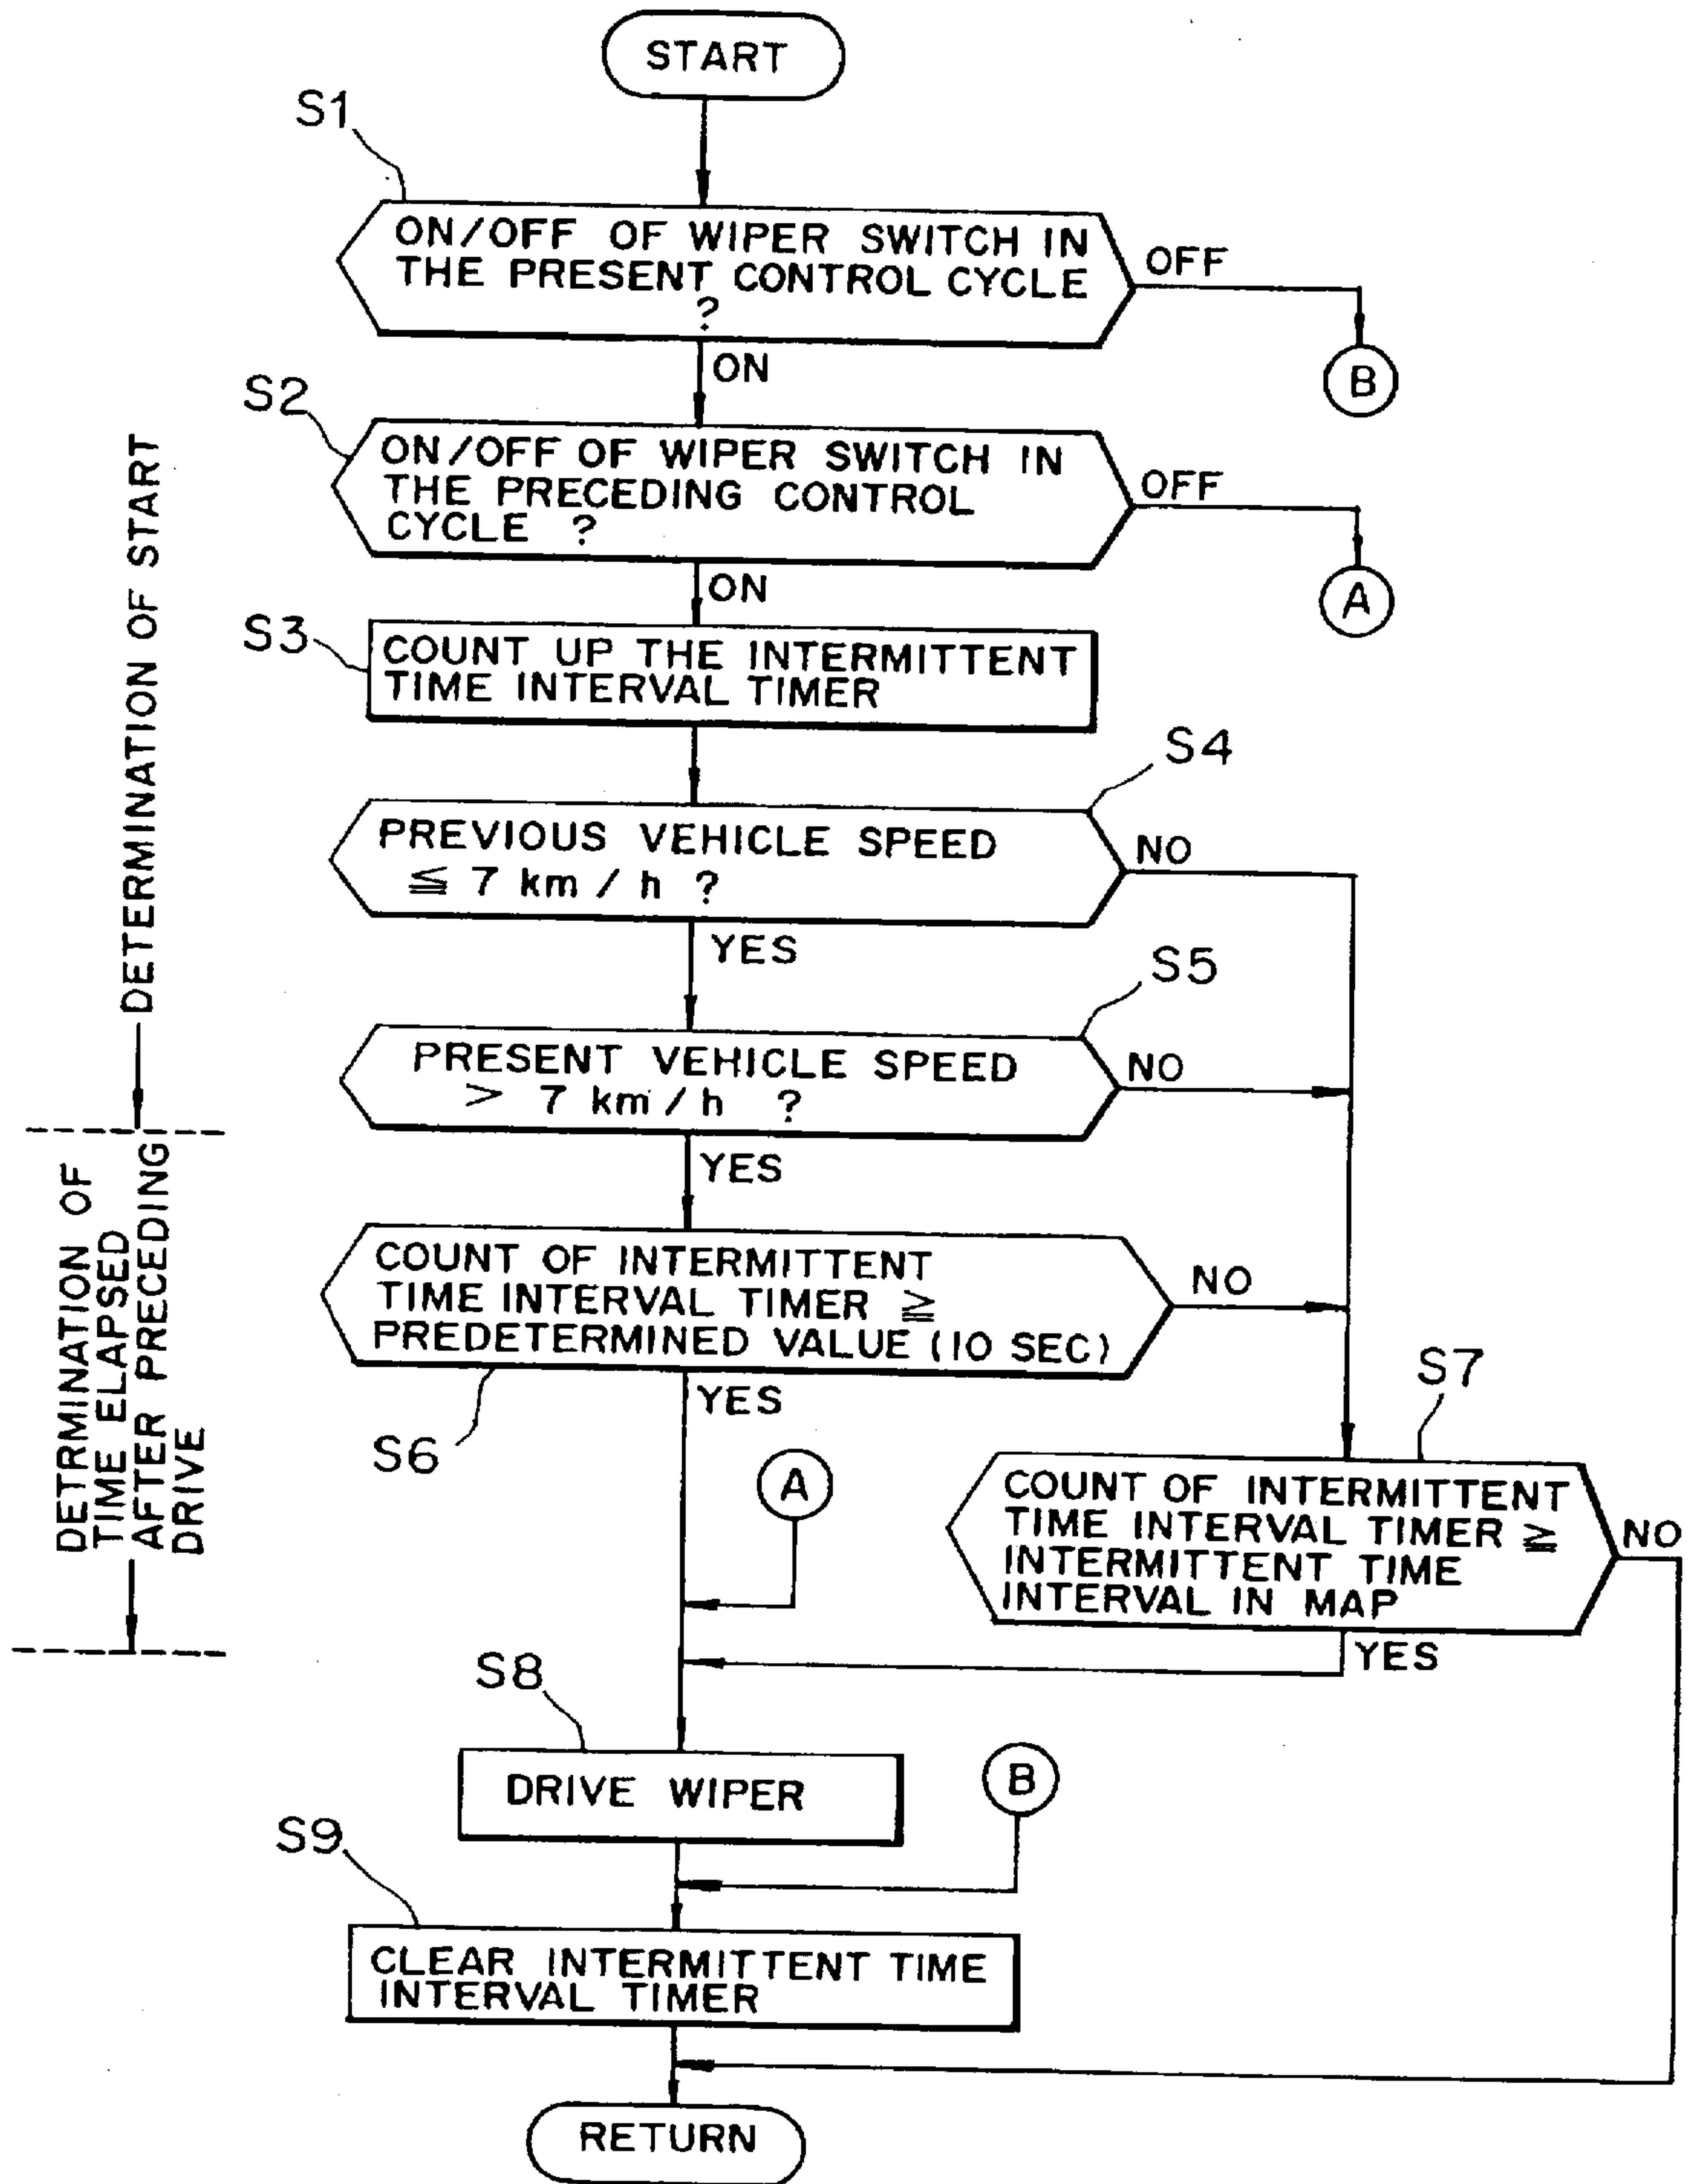 START
S1
ON/OFF OF WIPER SWITCH IN
THE PRESENT CONTROL CYCLE
?
OFF
B
ON
S2
ON/OFF OF WIPER SWITCH IN
THE PRECEDING CONTROL
CYCLE ?
OFF
A
ON
S3
COUNT UP THE INTERMITTENT
TIME INTERVAL TIMER
S4
PREVIOUS VEHICLE SPEED
≦ 7 km / h ?
NO
YES
S5
PRESENT VEHICLE SPEED
> 7 km / h ?
NO
YES
COUNT OF INTERMITTENT
TIME INTERVAL TIMER ≧
PREDETERMINED VALUE (10 SEC)
NO
S6
YES
A
S7
COUNT OF INTERMITTENT
TIME INTERVAL TIMER ≧
INTERMITTENT TIME
INTERVAL IN MAP
NO
YES
S8
DRIVE WIPER
B
S9
CLEAR INTERMITTENT TIME
INTERVAL TIMER
RETURN
DETERMINATION OF START
DETRMINATION OF
TIME ELAPSED
AFTER PRECEDING
DRIVE